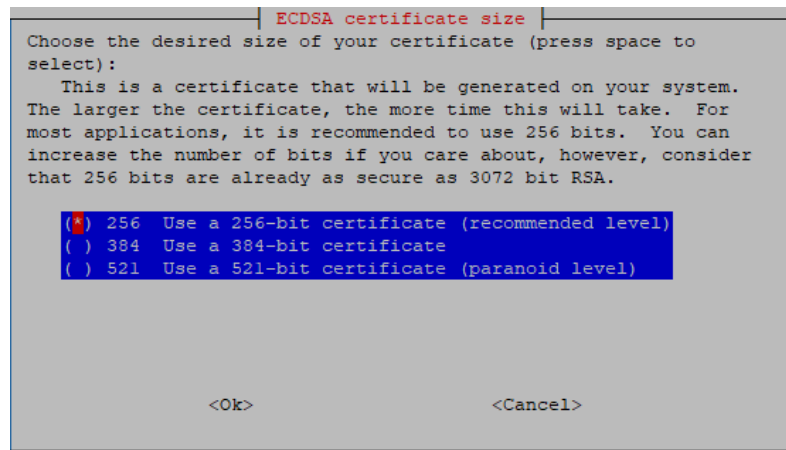 ECDSA certificate size
Choose the desired size of your certificate (press space to
select):
This is a certificate that will be generated on your system.
The larger the certificate, the more time this will take.  For
most applications, it is recommended to use 256 bits.  You can
increase the number of bits if you care about, however, consider
that 256 bits are already as secure as 3072 bit RSA.
(*) 256  Use a 256-bit certificate (recommended level)
( ) 384  Use a 384-bit certificate
( ) 521  Use a 521-bit certificate (paranoid level)
<Ok>                        <Cancel>